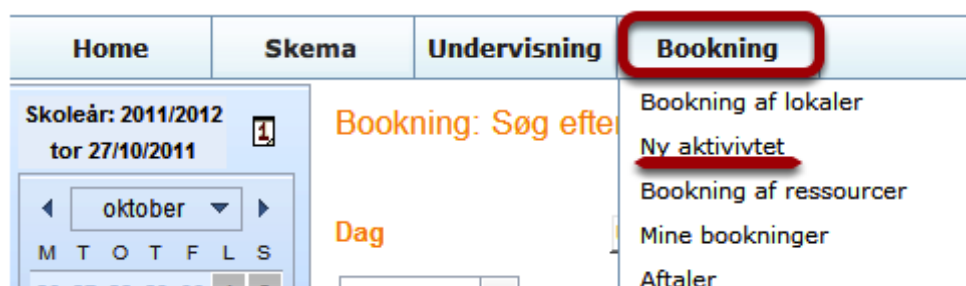 Home Skema Undervisning Bookning
Skoleår: 2011/2012
tor 27/10/2011
1
oktober
M T O T F L S
Bookning: Søg efter
Dag
Bookning af lokaler
Ny aktivivtet
Bookning af ressourcer
Mine bookninger
Aftaler